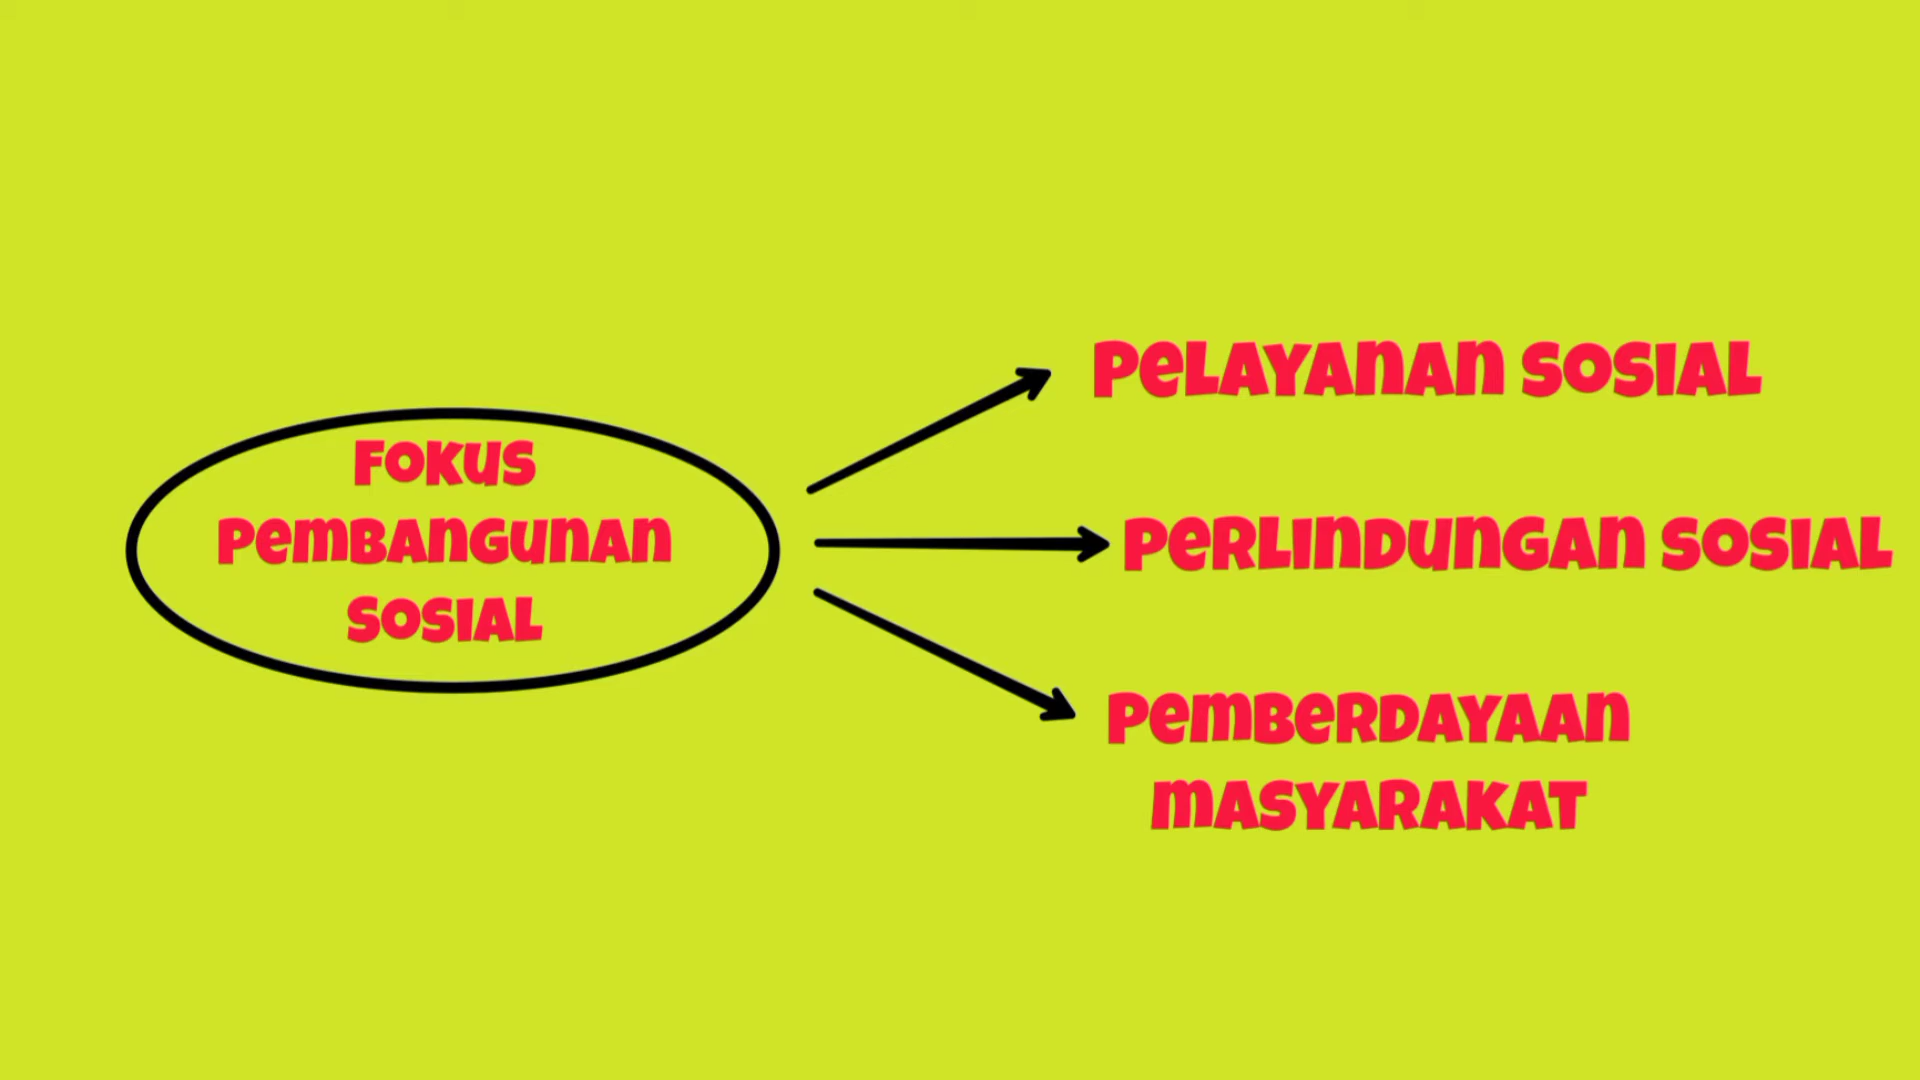 FOKUS
PEMBANGUNAN
SOSIAL
PELAYANAN SOSIAL
PERLINDUNGAN SOSIAL
PEMBERDAYAAN
MASYARAKAT